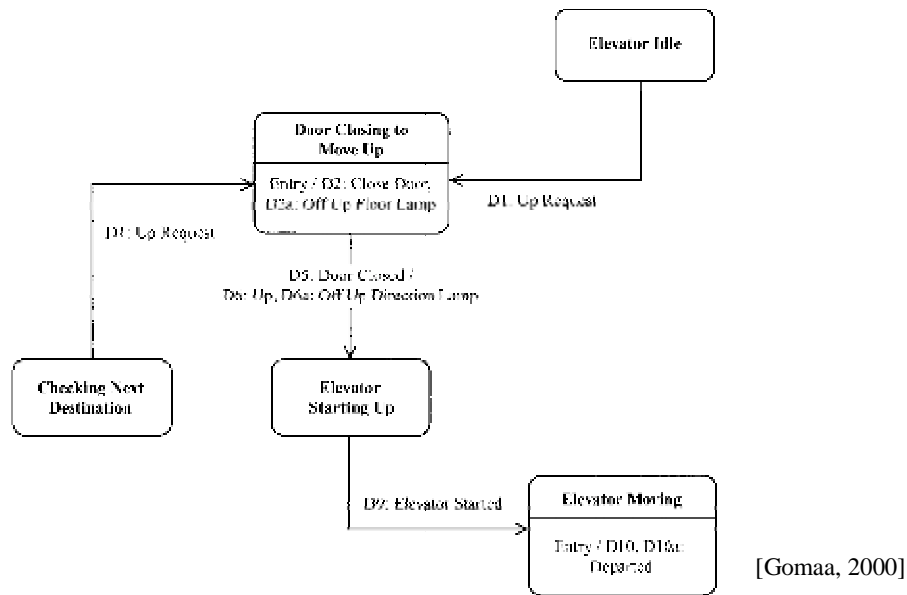 Elevator Idle
Door Closing to
Move Up
Entry / D2: Close Door,
D2a: Off Up Floor Lamp
D1: Up Request
D1: Up Request
D5: Door Closed /
D6: Up, D6a: Off Up Direction Lamp
Checking Next
Destination
Elevator
Starting Up
D9: Elevator Started
Elevator Moving
Entry / D10, D10a:
Departed
[Gomaa, 2000]